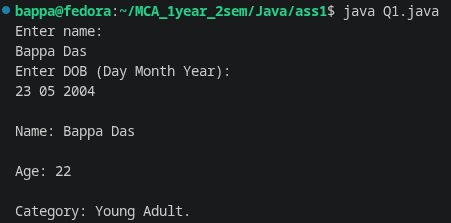 bappa@fedora:~/MCA_1year_2sem/Java/ass1$ java Q1.java
Enter name:
Bappa Das
Enter DOB (Day Month Year):
23 05 2004
Name: Bappa Das
Age: 22
Category: Young Adult.